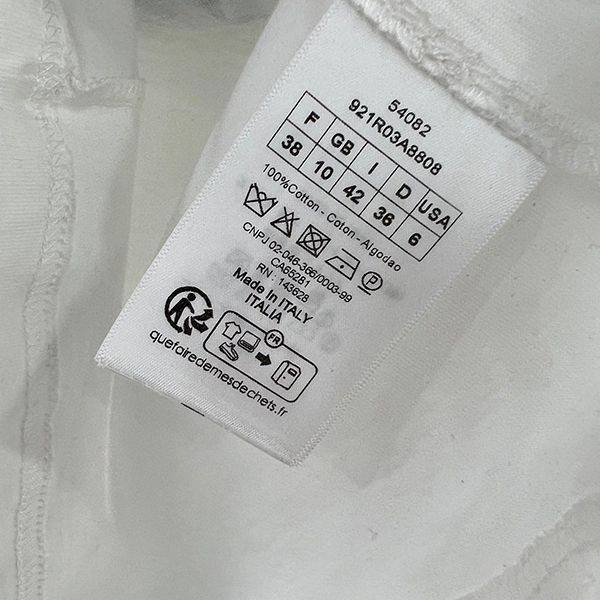 54082
921R03A8808
F GB I D USA
38 10 42 36 6
100%Cotton - Coton - Algodao
P
CNPJ 02-046-366/0003-99
CA55281
RN : 143628
Made In ITALY
ITALIA
FR
quefairedemesdechets.fr